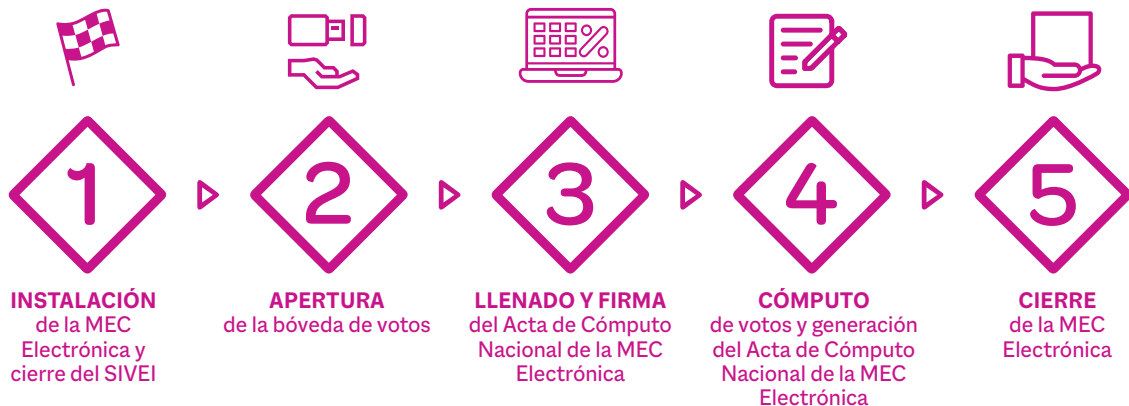 1
INSTALACIÓN
de la MEC
Electrónica y
cierre del SIVEI
2
APERTURA
de la bóveda de votos
3
LLENADO Y FIRMA
del Acta de Cómputo
Nacional de la MEC
Electrónica
4
CÓMPUTO
de votos y generación
del Acta de Cómputo
Nacional de la MEC
Electrónica
5
CIERRE
de la MEC
Electrónica